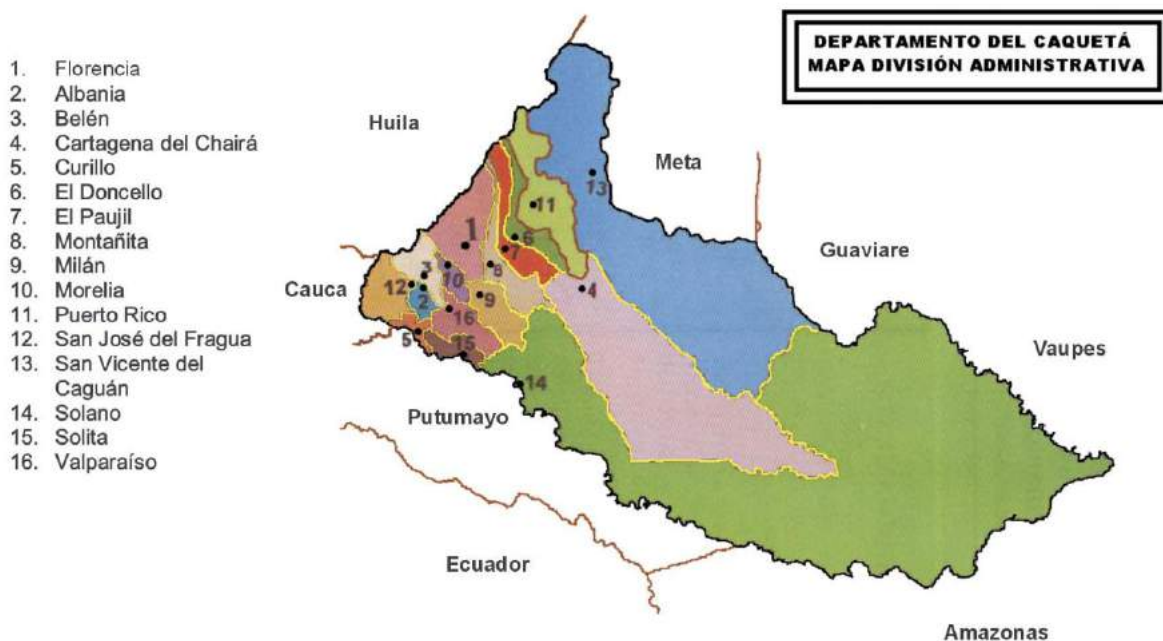 DEPARTAMENTO DEL CAQUETÁ
MAPA DIVISIÓN ADMINISTRATIVA
1. Florencia
2. Albania
3. Belén
4. Cartagena del Chairá
5. Curillo
6. El Doncello
7. El Paujil
8. Montañita
9. Milán
10. Morelia
11. Puerto Rico
12. San José del Fragua
13. San Vicente del
Caguán
14. Solano
15. Solita
16. Valparaíso
Huila
Meta
13
11
1
6
Guaviare
7
3
10
8
12
Cauca
2
9
4
16
5
15
Vaupes
14
Putumayo
Ecuador
Amazonas